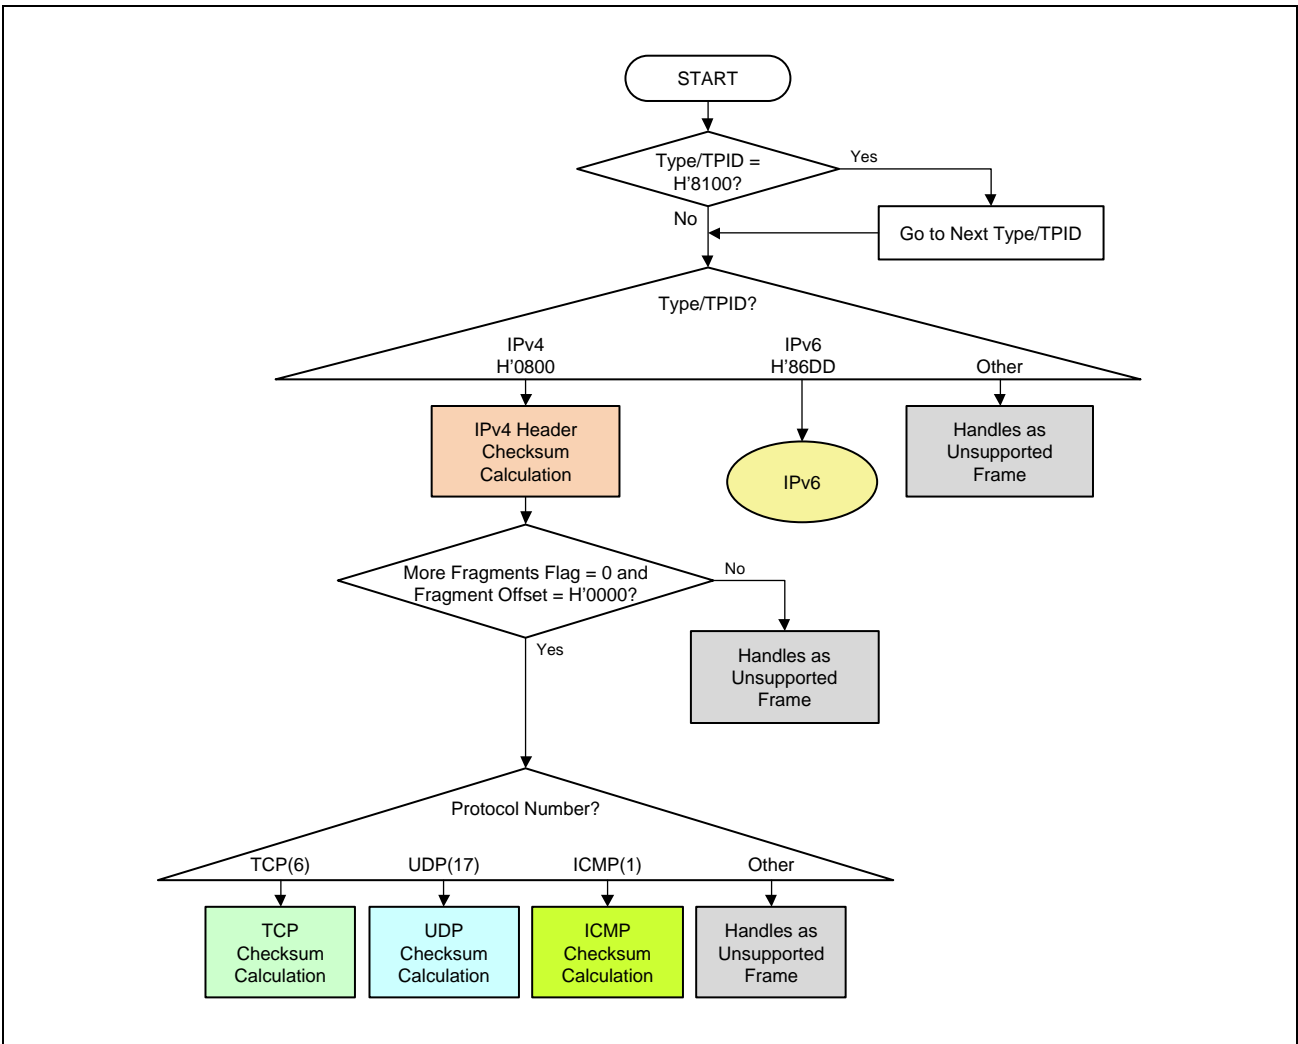 START
Type/TPID =
H'8100?
Yes
No
Go to Next Type/TPID
Type/TPID?
IPv4
H'0800
IPv6
H'86DD
Other
IPv4 Header
Checksum
Calculation
IPv6
Handles as
Unsupported
Frame
More Fragments Flag = 0 and
Fragment Offset = H'0000?
No
Yes
Handles as
Unsupported
Frame
Protocol Number?
TCP(6)
UDP(17)
ICMP(1)
Other
TCP
Checksum
Calculation
UDP
Checksum
Calculation
ICMP
Checksum
Calculation
Handles as
Unsupported
Frame